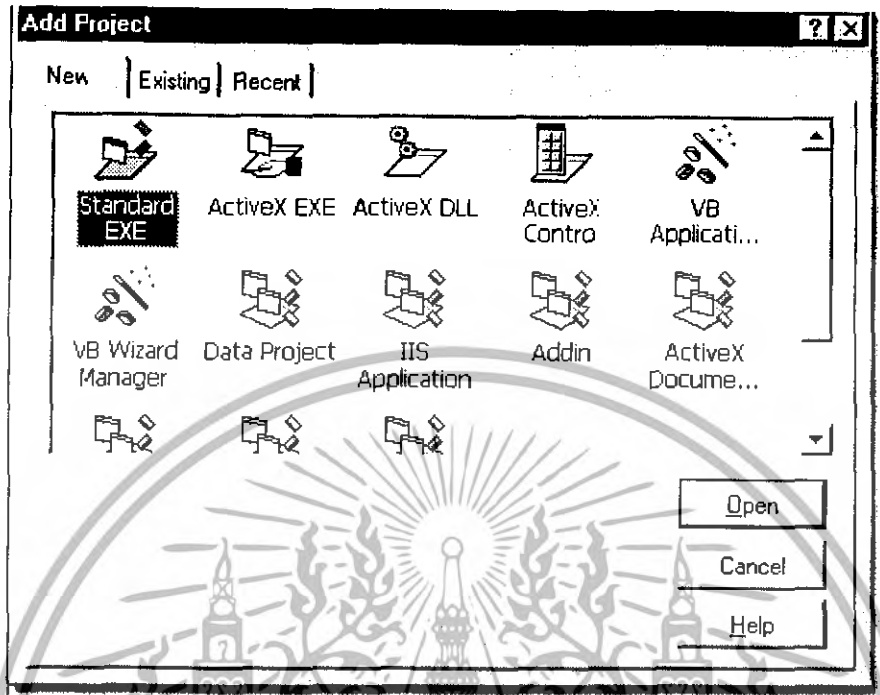 Add Project
? ×
New Existing Recent
Standard EXE
ActiveX EXE
ActiveX DLL
ActiveX Contro
VB Applicati...
VB Wizard Manager
Data Project
IIS Application
Addin
ActiveX Docume...
Open
Cancel
Help